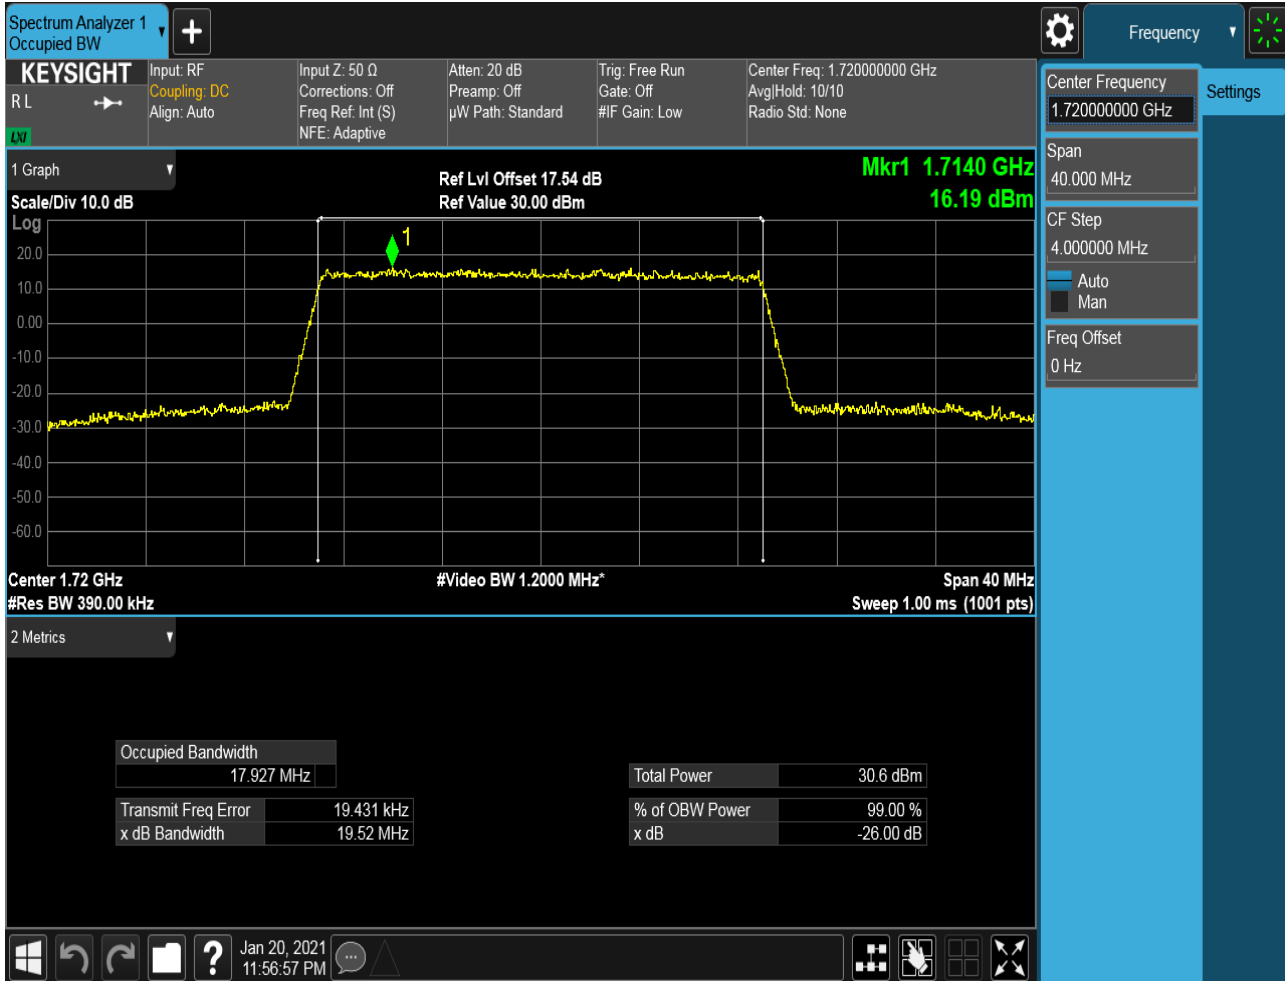 Spectrum Analyzer 1
Occupied BW
Frequency
KEYSIGHT
R L
LXI
Input: RF
Coupling: DC
Align: Auto
Input Z: 50 Ω
Corrections: Off
Freq Ref: Int (S)
NFE: Adaptive
Atten: 20 dB
Preamp: Off
µW Path: Standard
Trig: Free Run
Gate: Off
#IF Gain: Low
Center Freq: 1.720000000 GHz
Avg|Hold: 10/10
Radio Std: None
Center Frequency
1.720000000 GHz
Settings
Span
40.000 MHz
CF Step
4.000000 MHz
Auto
Man
Freq Offset
0 Hz
1 Graph
Scale/Div 10.0 dB
Ref Lvl Offset 17.54 dB
Ref Value 30.00 dBm
Mkr1 1.7140 GHz
16.19 dBm
Log
1
20.0
10.0
0.00
-10.0
-20.0
-30.0
-40.0
-50.0
-60.0
Center 1.72 GHz
#Video BW 1.2000 MHz*
Span 40 MHz
#Res BW 390.00 kHz
Sweep 1.00 ms (1001 pts)
2 Metrics
Occupied Bandwidth
17.927 MHz
Total Power 30.6 dBm
Transmit Freq Error 19.431 kHz
% of OBW Power 99.00 %
x dB Bandwidth 19.52 MHz
x dB -26.00 dB
?
Jan 20, 2021
11:56:57 PM